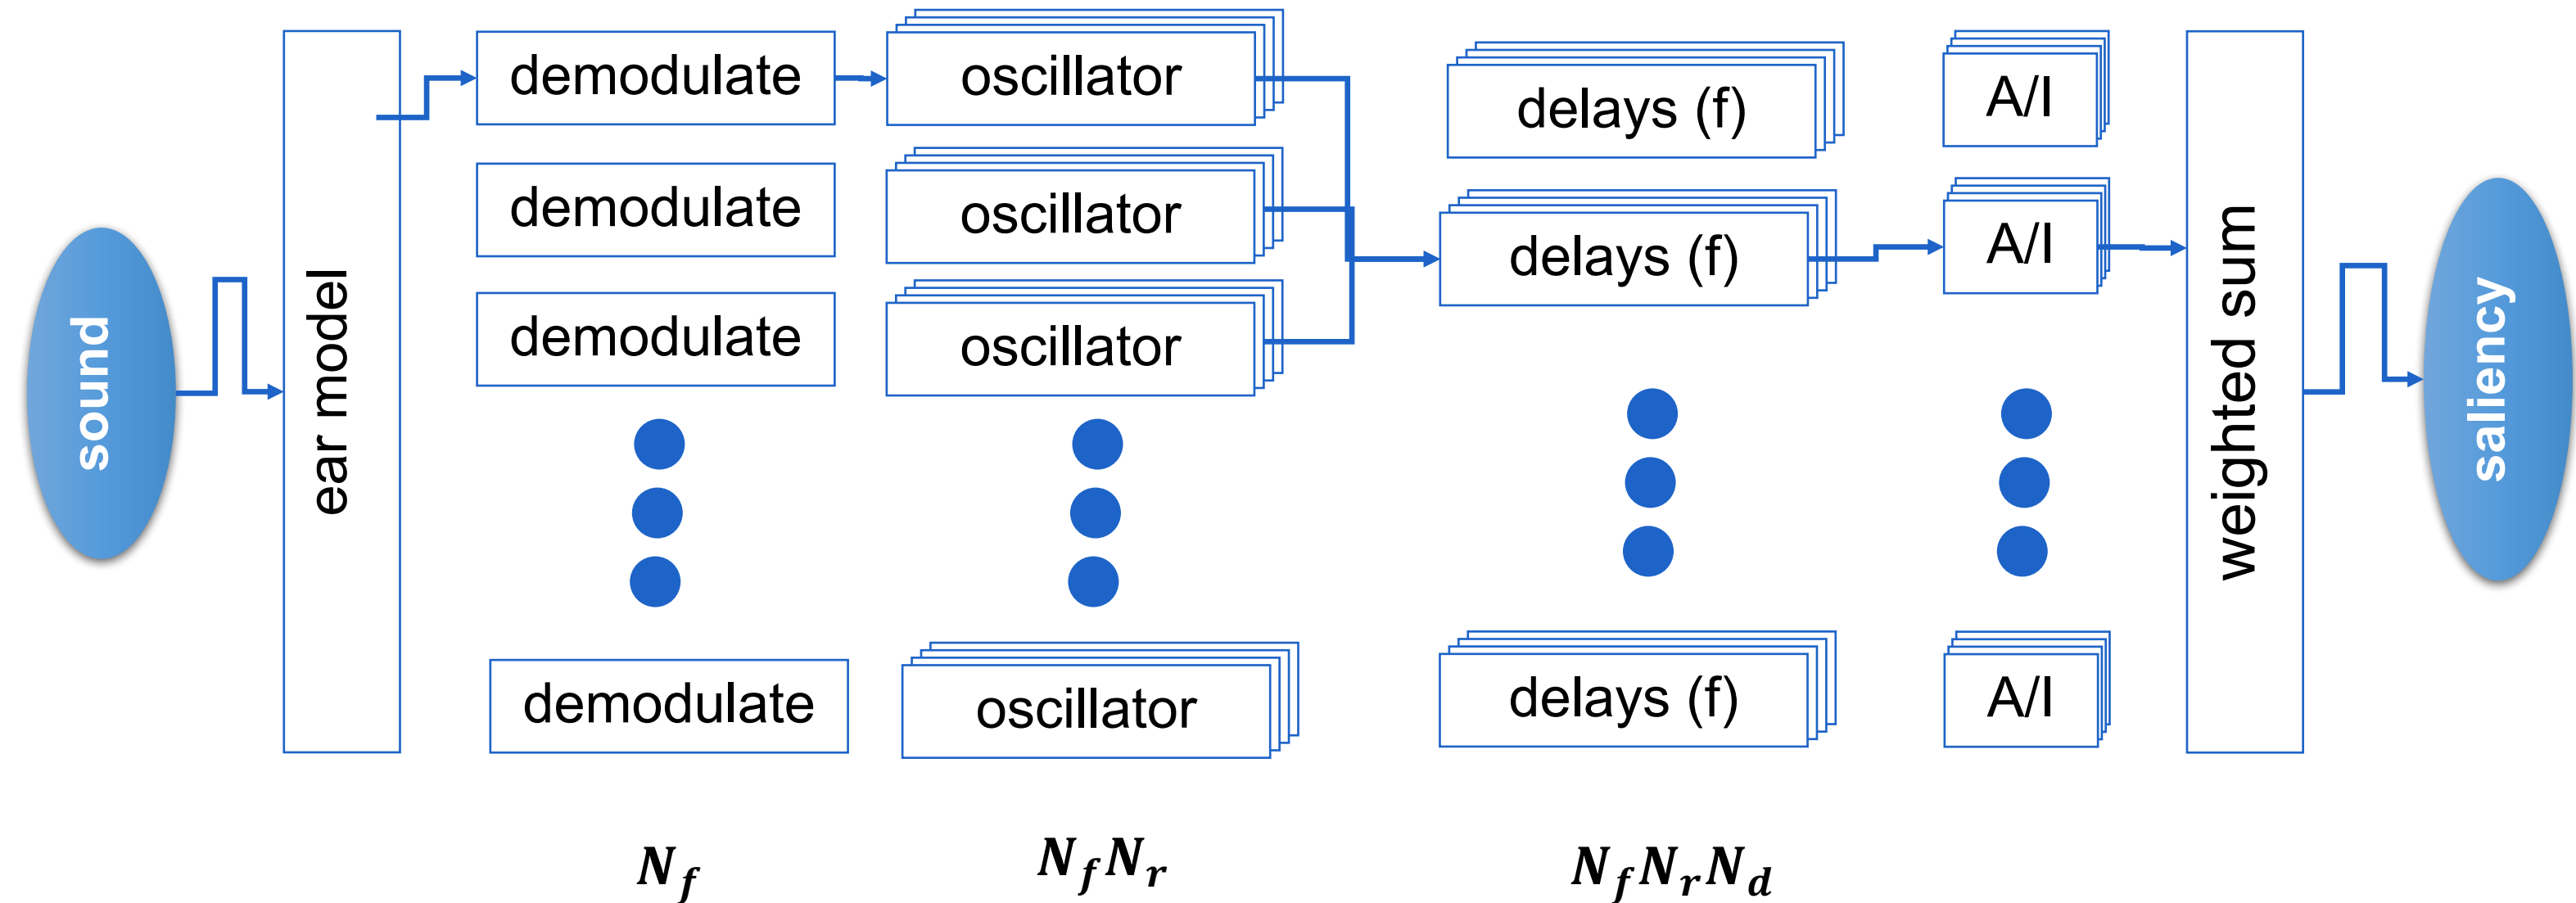 sound
ear model
demodulate
demodulate
demodulate
demodulate
oscillator
oscillator
oscillator
oscillator
delays (f)
delays (f)
delays (f)
A/I
A/I
A/I
weighted sum
saliency
N_f
N_f N_r
N_f N_r N_d